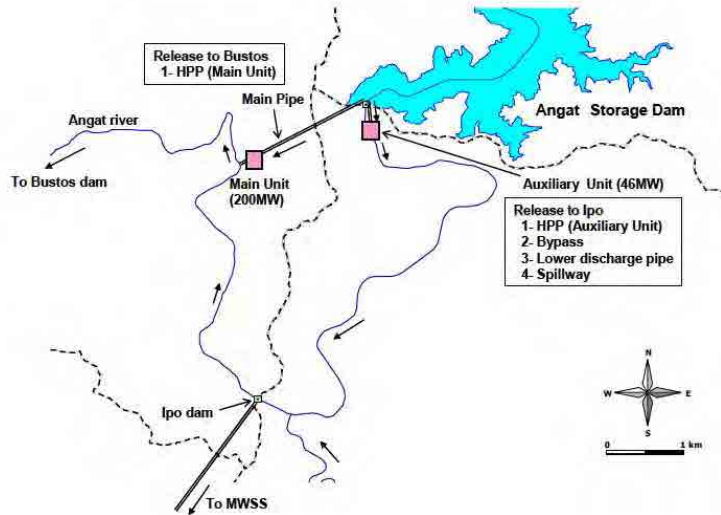 Release to Bustos
1- HPP (Main Unit)
Main Pipe
Angat river
Angat Storage Dam
To Bustos dam
Main Unit
(200MW)
Auxiliary Unit (46MW)
Release to Ipo
1- HPP (Auxiliary Unit)
2- Bypass
3- Lower discharge pipe
4- Spillway
N
W
E
S
Ipo dam
0
1 km
To MWSS